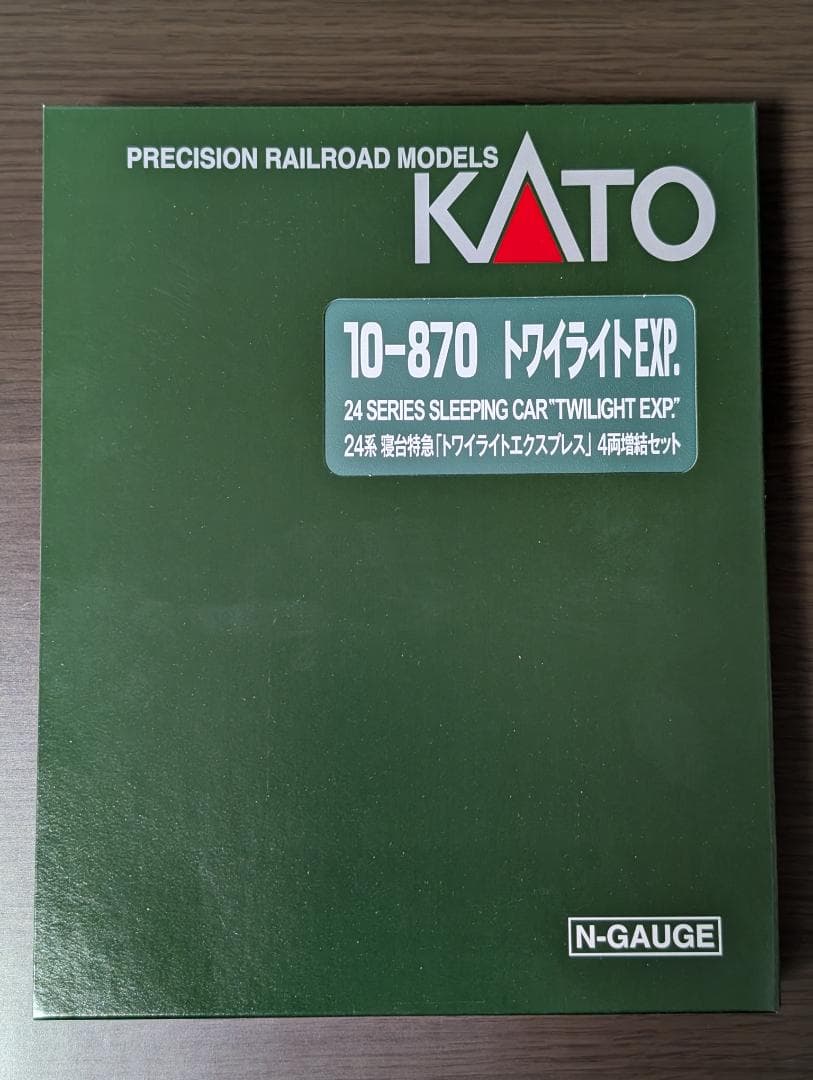 PRECISION RAILROAD MODELS
KATO
10-870 トワイライトEXP.
24 SERIES SLEEPING CAR "TWILIGHT EXP."
24系 寝台特急「トワイライトエクスプレス」 4両増結セット
N-GAUGE